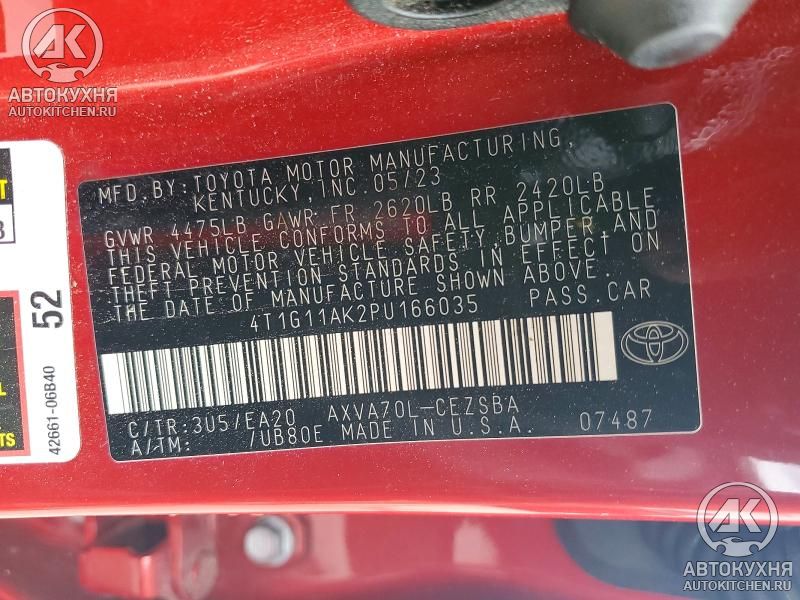 AK
АВТОКУХНЯ
AUTOKITCHEN.RU
MFD. BY: TOYOTA MOTOR MANUFACTURING,
KENTUCKY, INC. 05/23
GVWR 4475LB GAWR FR 2620LB RR 2420LB
THIS VEHICLE CONFORMS TO ALL APPLICABLE
FEDERAL MOTOR VEHICLE SAFETY, BUMPER, AND
THEFT PREVENTION STANDARDS IN EFFECT ON
THE DATE OF MANUFACTURE SHOWN ABOVE.
4T1G11AK2PU166035 PASS. CAR
C/TR: 3U5/EA20 AXVA70L-CEZSBA
A/TM: /UB80E MADE IN U.S.A. 07487
52
42661-06B40
AK
АВТОКУХНЯ
AUTOKITCHEN.RU